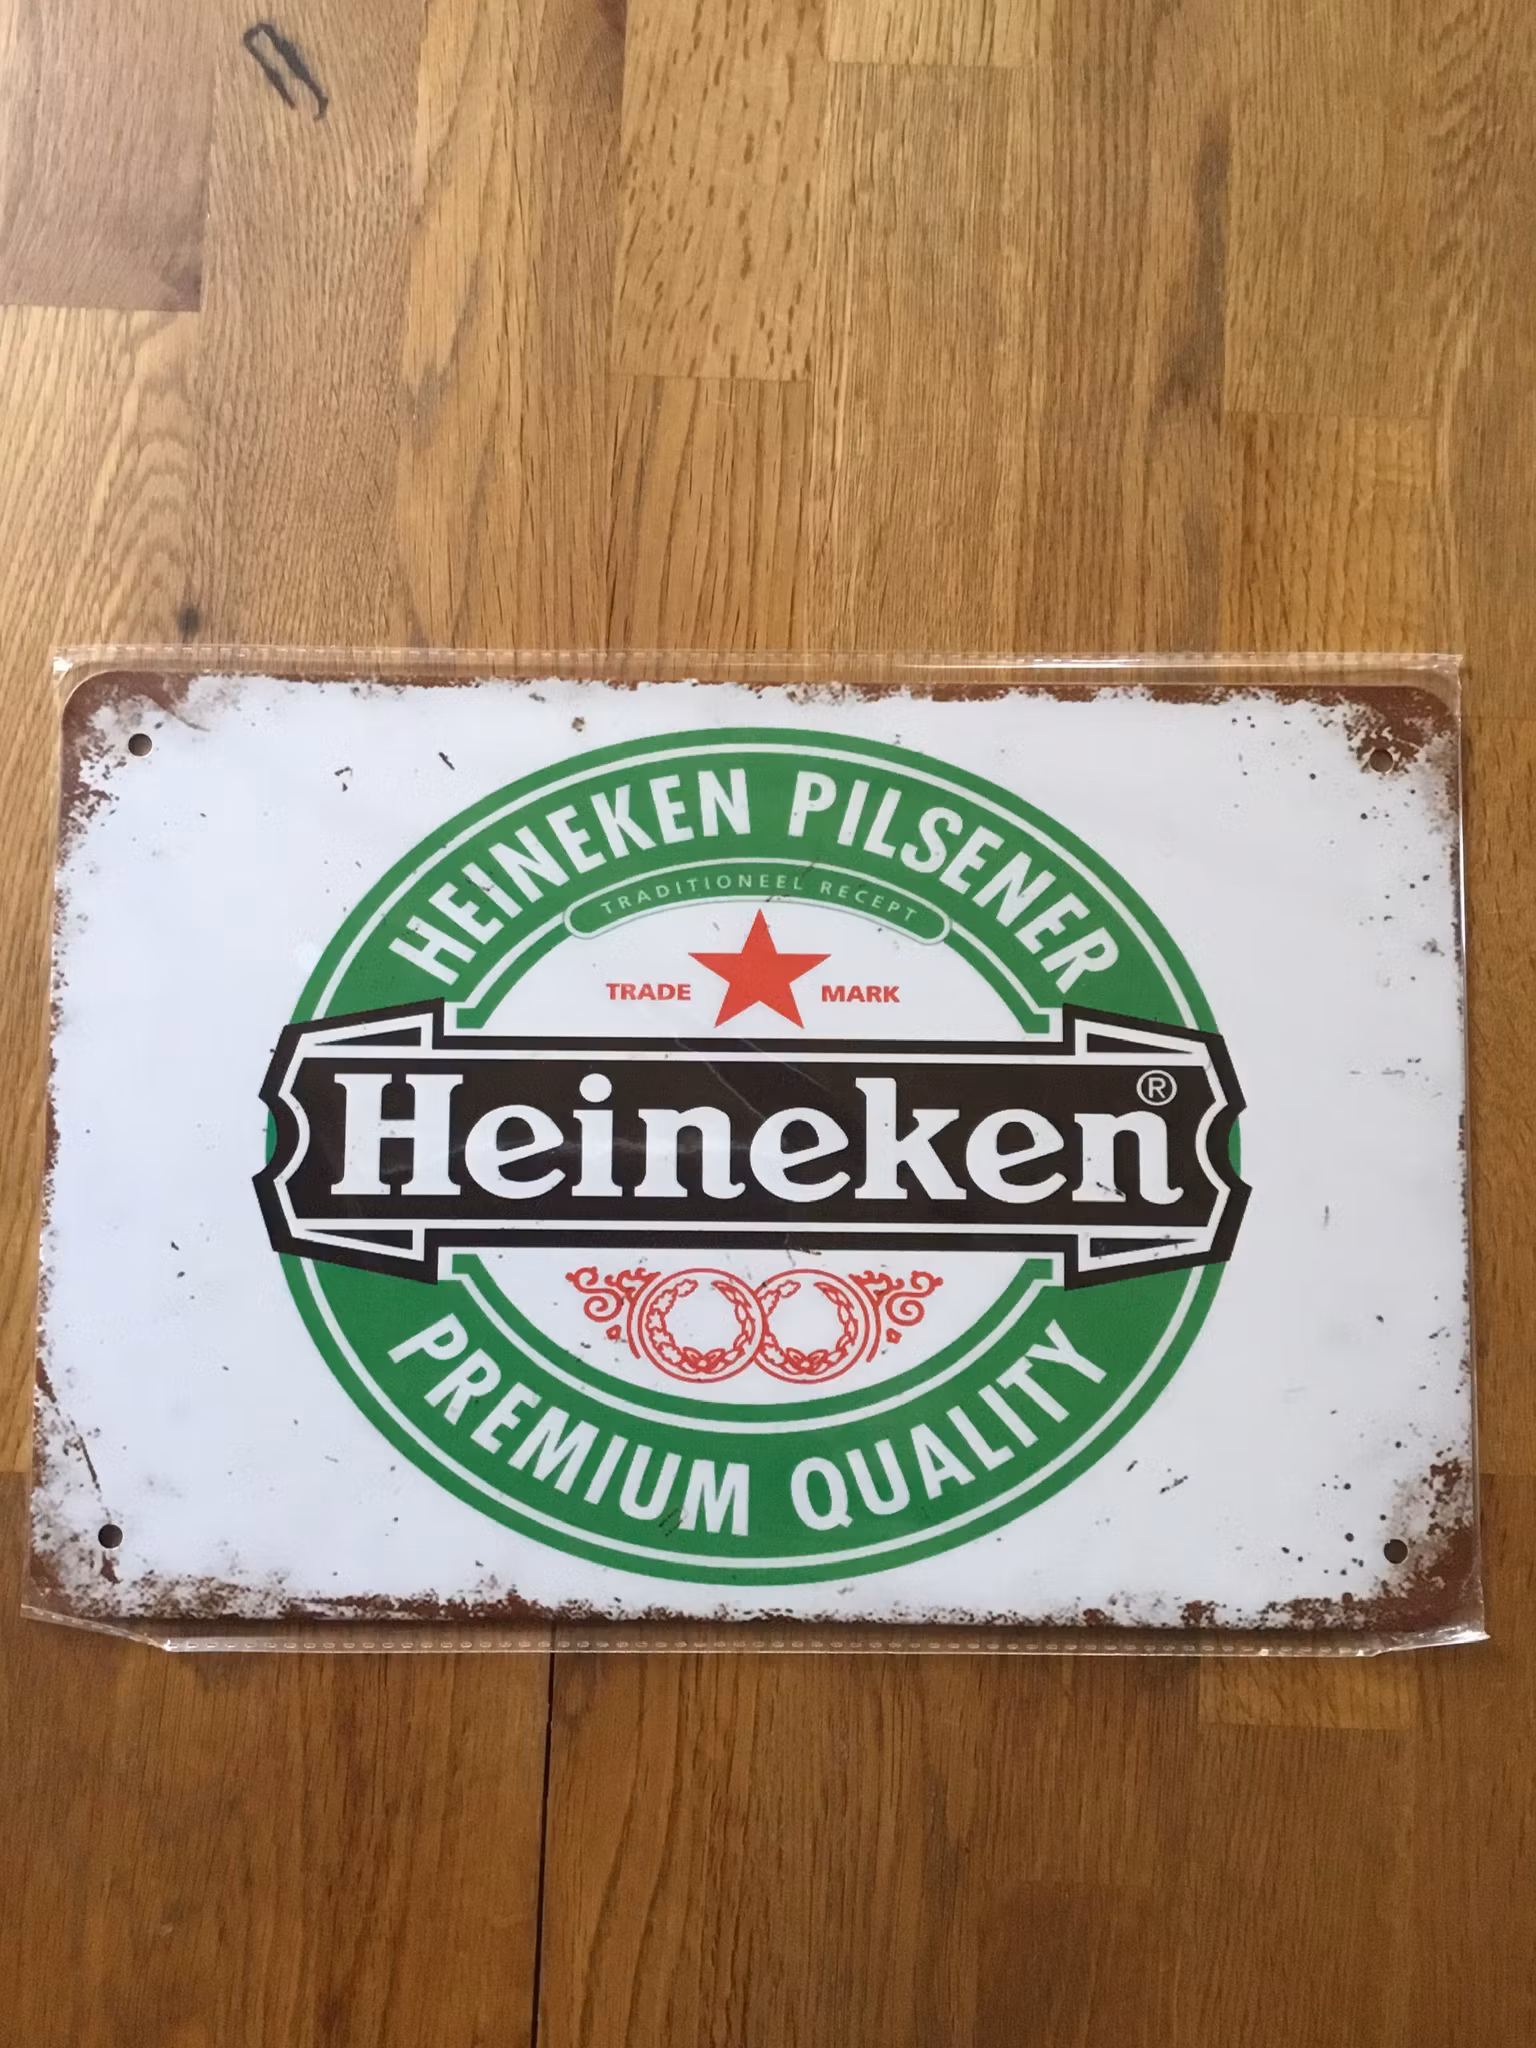 HEINEKEN PILSENER
TRADITIONEEL RECEPT
TRADE MARK
Heineken®
PREMIUM QUALITY